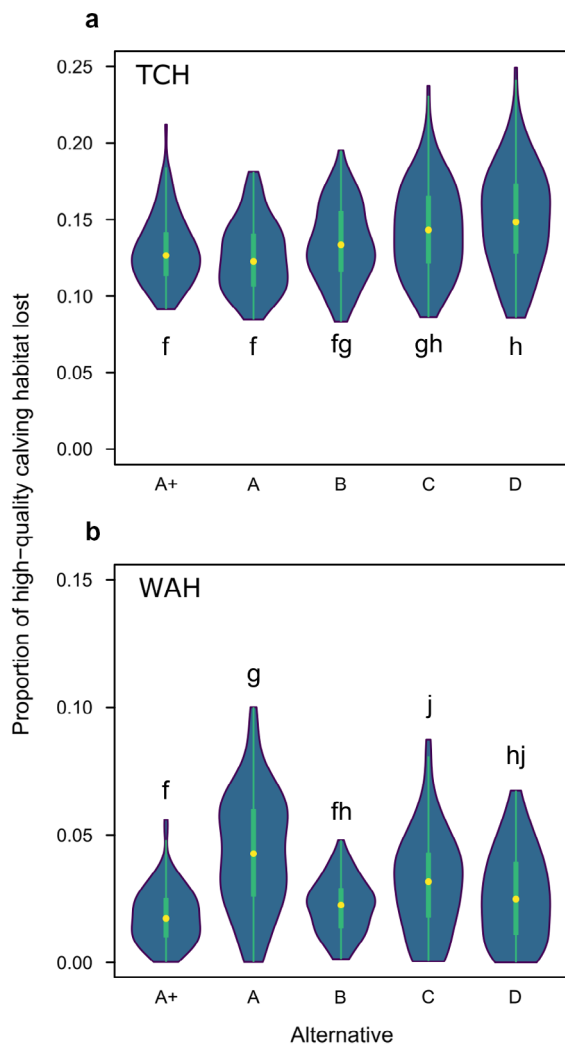 a
TCH
0.25
0.20
0.15
0.10
0.05
0.00
f f fg gh h
A+ A B C D
Proportion of high−quality calving habitat lost
b
WAH
0.15
0.10
0.05
0.00
f g fh j hj
A+ A B C D
Alternative